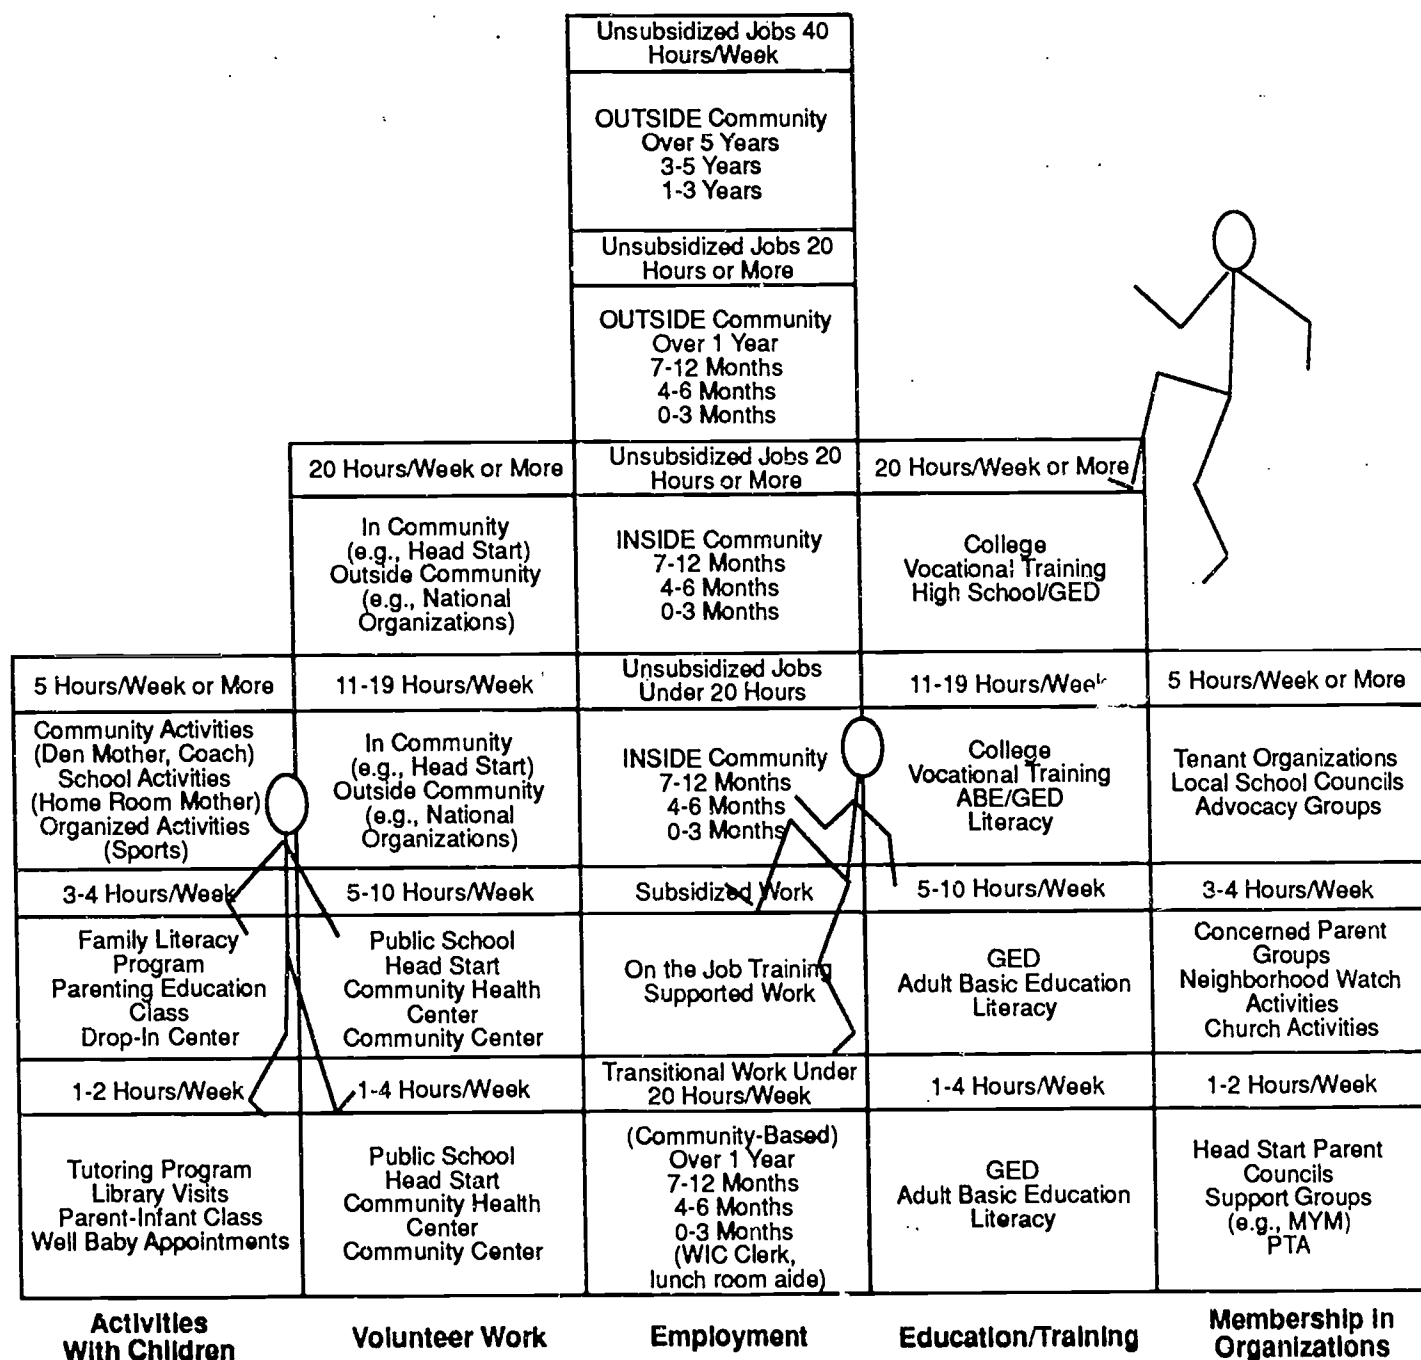 Unsubsidized Jobs 40
Hours/Week
OUTSIDE Community
Over 5 Years
3-5 Years
1-3 Years
Unsubsidized Jobs 20
Hours or More
OUTSIDE Community
Over 1 Year
7-12 Months
4-6 Months
0-3 Months
20 Hours/Week or More
Unsubsidized Jobs 20
Hours or More
20 Hours/Week or More
In Community
(e.g., Head Start)
Outside Community
(e.g., National
Organizations)
INSIDE Community
7-12 Months
4-6 Months
0-3 Months
College
Vocational Training
High School/GED
5 Hours/Week or More
11-19 Hours/Week
Unsubsidized Jobs
Under 20 Hours
11-19 Hours/Week
5 Hours/Week or More
Community Activities
(Den Mother, Coach)
School Activities
(Home Room Mother)
Organized Activities
(Sports)
In Community
(e.g., Head Start)
Outside Community
(e.g., National
Organizations)
INSIDE Community
7-12 Months
4-6 Months
0-3 Months
College
Vocational Training
ABE/GED
Literacy
Tenant Organizations
Local School Councils
Advocacy Groups
3-4 Hours/Week
5-10 Hours/Week
Subsidized Work
5-10 Hours/Week
3-4 Hours/Week
Family Literacy
Program
Parenting Education
Class
Drop-In Center
Public School
Head Start
Community Health
Center
Community Center
On the Job Training
Supported Work
GED
Adult Basic Education
Literacy
Concerned Parent
Groups
Neighborhood Watch
Activities
Church Activities
1-2 Hours/Week
1-4 Hours/Week
Transitional Work Under
20 Hours/Week
1-4 Hours/Week
1-2 Hours/Week
Tutoring Program
Library Visits
Parent-Infant Class
Well Baby Appointments
Public School
Head Start
Community Health
Center
Community Center
(Community-Based)
Over 1 Year
7-12 Months
4-6 Months
0-3 Months
(WIC Clerk,
lunch room aide)
GED
Adult Basic Education
Literacy
Head Start Parent
Councils
Support Groups
(e.g., MYM)
PTA
Activities
With Children
Volunteer Work
Employment
Education/Training
Membership in
Organizations